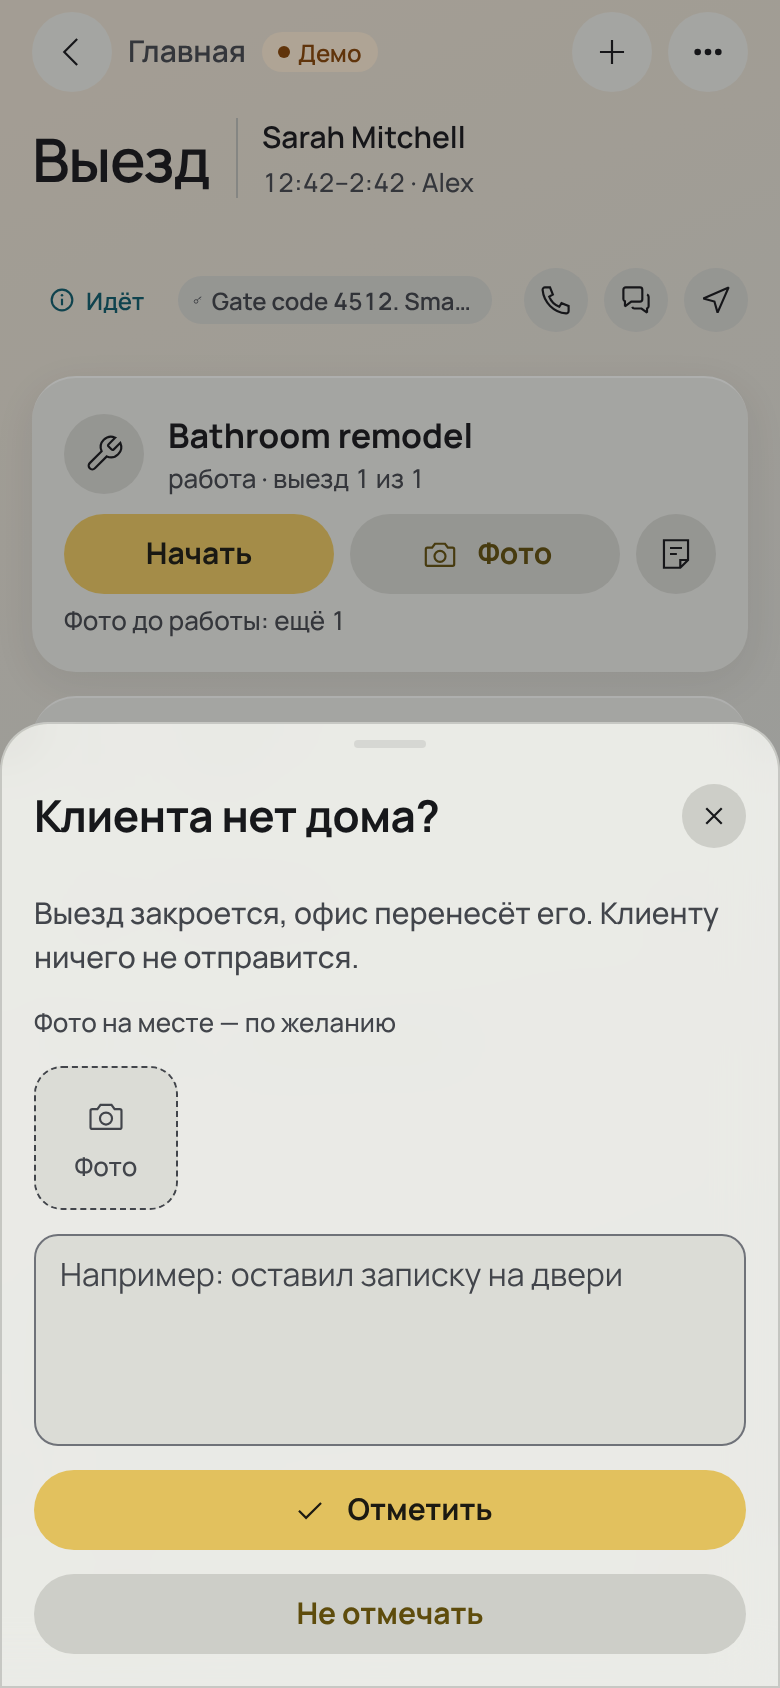 Главная
Демо
Выезд
Sarah Mitchell
12:42–2:42 · Alex
Идёт
Gate code 4512. Sma...
Bathroom remodel
работа · выезд 1 из 1
Начать
Фото
Фото до работы: ещё 1
Клиента нет дома?
Выезд закроется, офис перенесёт его. Клиенту
ничего не отправится.
Фото на месте — по желанию
Фото
Например: оставил записку на двери
Отметить
Не отмечать